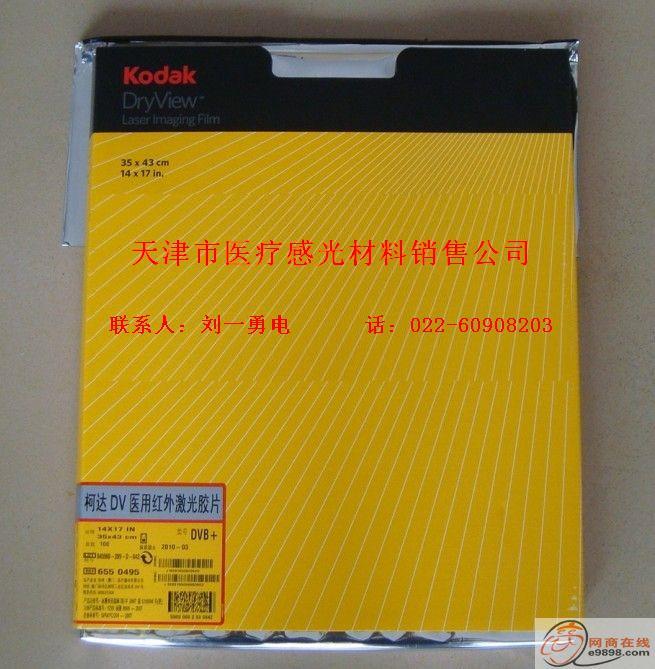 Kodak
DryView™
Laser Imaging Film
35 x 43 cm
14 x 17 in.
天津市医疗感光材料销售公司
联系人：刘一勇电　　话：022-60908203
柯达 DV 医用红外激光胶片
14X17 IN
35x43 cm
DVB+
100
2010-03
655 0495
网商在线
e9898.com